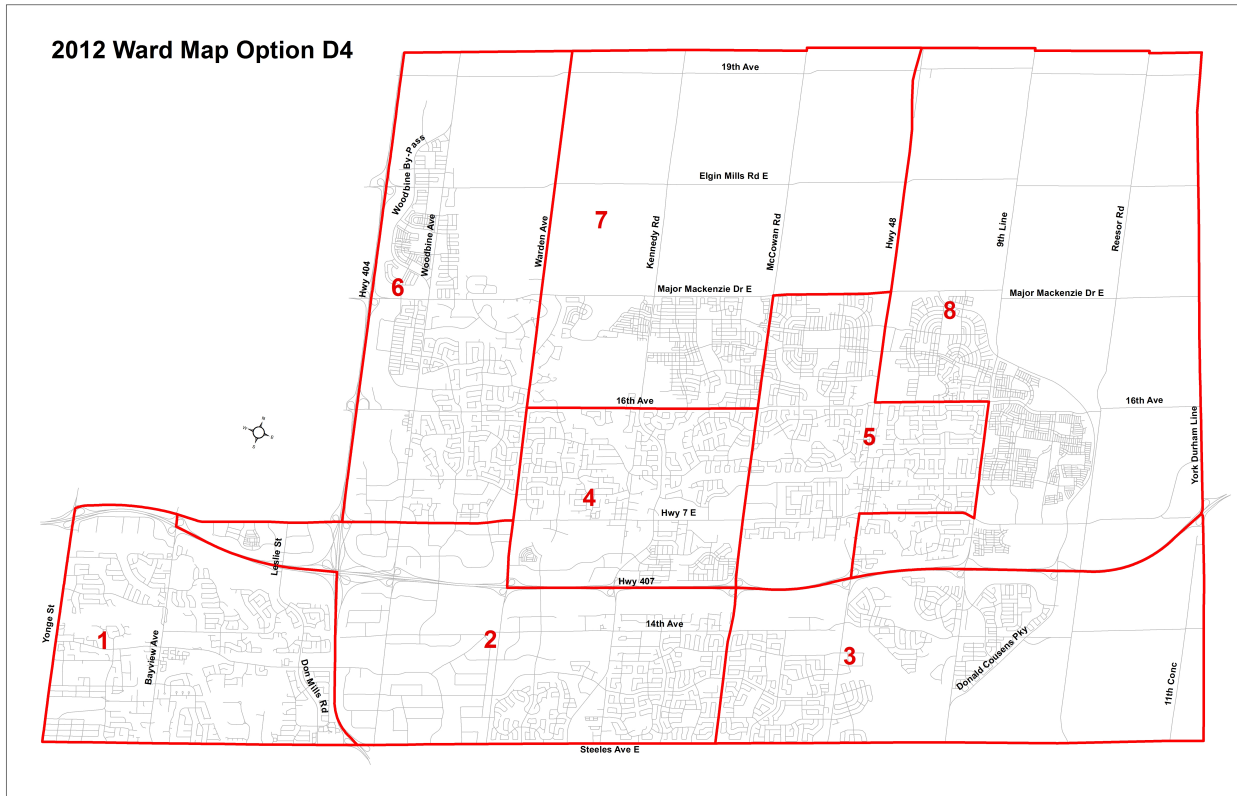 2012 Ward Map Option D4
19th Ave
Woodbine By-Pass
Elgin Mills Rd E
7
Woodbine Ave
Warden Ave
Kennedy Rd
McCowan Rd
Hwy 48
9th Line
Reesor Rd
Hwy 404
6
Major Mackenzie Dr E
Major Mackenzie Dr E
8
16th Ave
16th Ave
5
York Durham Line
4
Hwy 7 E
Leslie St
Hwy 407
Yonge St
1
Bayview Ave
14th Ave
2
3
Don Mills Rd
Donald Cousens Pky
11th Conc
Steeles Ave E